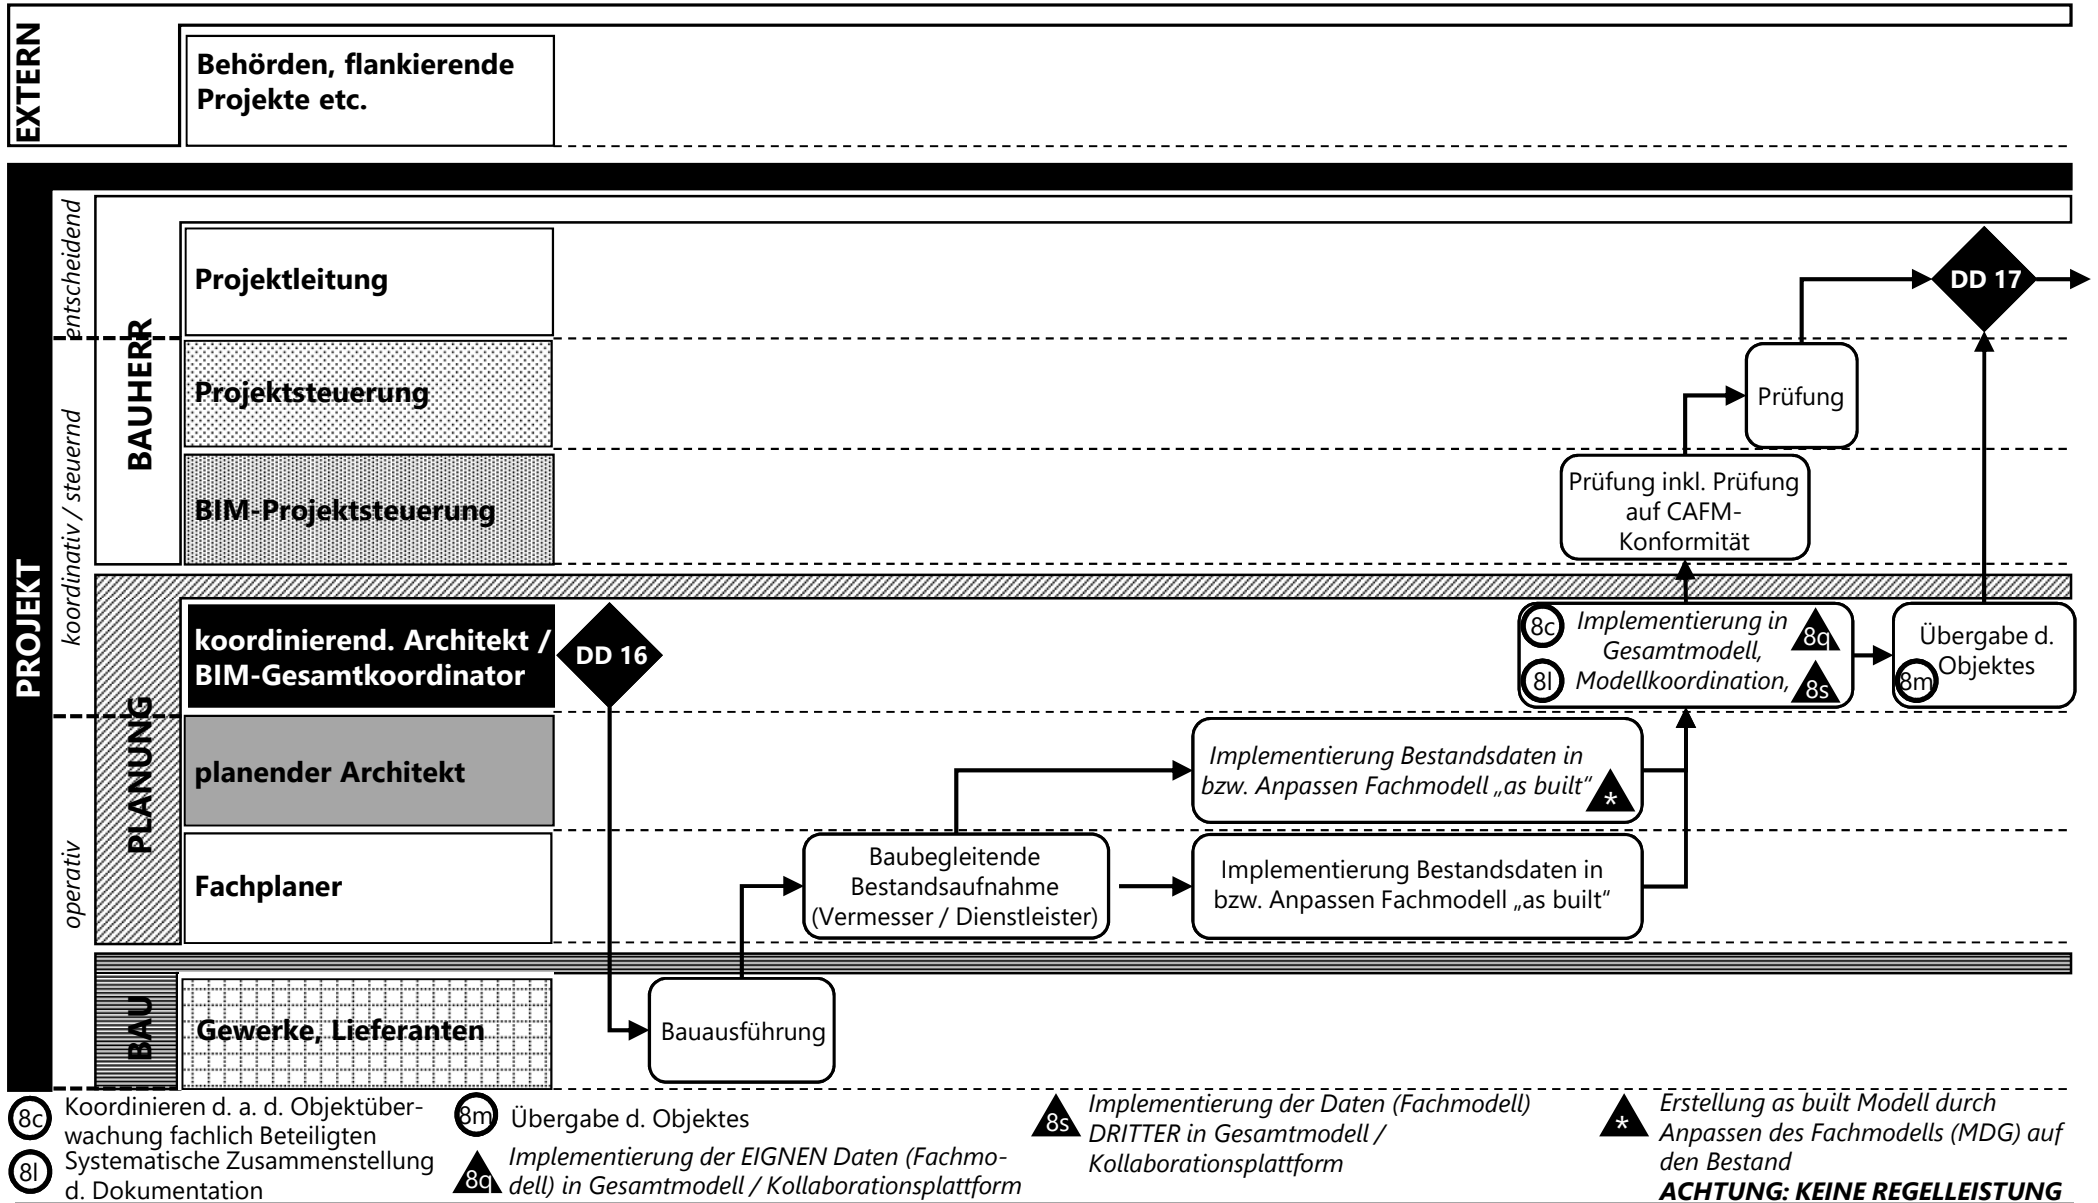 EXTERN
Behörden, flankierende
Projekte etc.
PROJEKT
entscheidend
koordinativ / steuernd
operativ
BAUHERR
Projektleitung
DD 17
Projektsteuerung
Prüfung
BIM-Projektsteuerung
Prüfung inkl. Prüfung
auf CAFM-
Konformität
PLANUNG
koordinierend. Architekt /
BIM-Gesamtkoordinator
DD 16
8c
Implementierung in
8q
Gesamtmodell,
8l
Modellkoordination,
8s
Übergabe d.
Objektes
8m
planender Architekt
Implementierung Bestandsdaten in
bzw. Anpassen Fachmodell „as built“
*
Fachplaner
Baubegleitende
Bestandsaufnahme
(Vermesser / Dienstleister)
Implementierung Bestandsdaten in
bzw. Anpassen Fachmodell „as built“
BAU
Gewerke, Lieferanten
Bauausführung
8c
Koordinieren d. a. d. Objektüber-
wachung fachlich Beteiligten
8l
Systematische Zusammenstellung
d. Dokumentation
8m
Übergabe d. Objektes
8q
Implementierung der EIGNEN Daten (Fachmo-
dell) in Gesamtmodell / Kollaborationsplattform
8s
Implementierung der Daten (Fachmodell)
DRITTER in Gesamtmodell /
Kollaborationsplattform
*
Erstellung as built Modell durch
Anpassen des Fachmodells (MDG) auf
den Bestand
ACHTUNG: KEINE REGELLEISTUNG